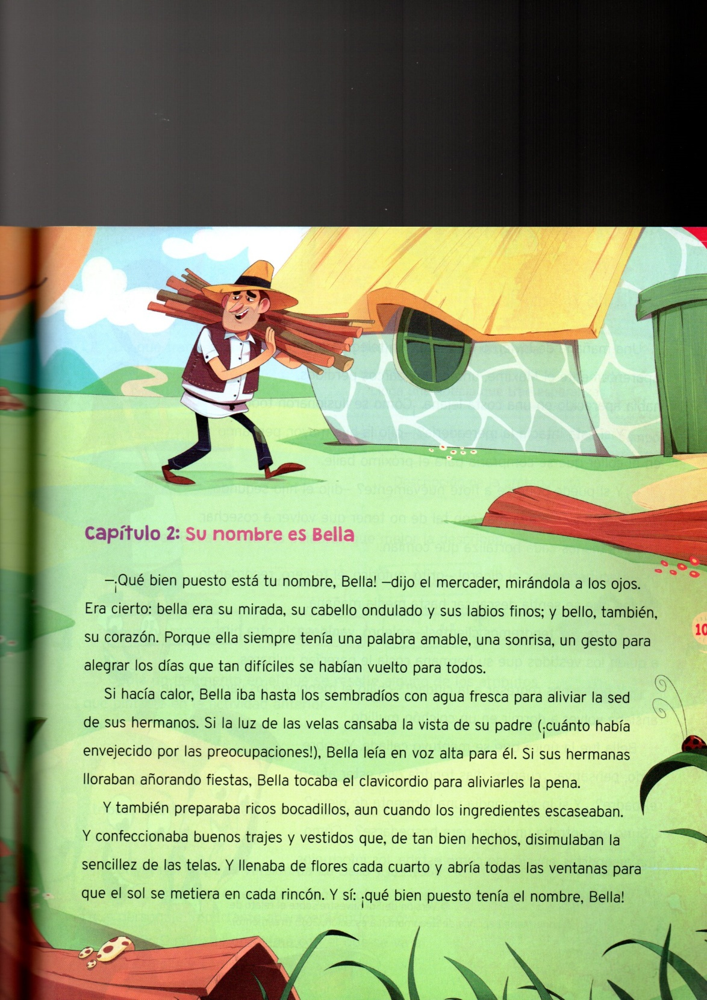 Capítulo 2: Su nombre es Bella
—¡Qué bien puesto está tu nombre, Bella! —dijo el mercader, mirándola a los ojos.
Era cierto: bella era su mirada, su cabello ondulado y sus labios finos; y bello, también,
su corazón. Porque ella siempre tenía una palabra amable, una sonrisa, un gesto para
alegrar los días que tan difíciles se habían vuelto para todos.
Si hacía calor, Bella iba hasta los sembradíos con agua fresca para aliviar la sed
de sus hermanos. Si la luz de las velas cansaba la vista de su padre (¡cuánto había
envejecido por las preocupaciones!), Bella leía en voz alta para él. Si sus hermanas
lloraban añorando fiestas, Bella tocaba el clavicordio para aliviarles la pena.
Y también preparaba ricos bocadillos, aun cuando los ingredientes escaseaban.
Y confeccionaba buenos trajes y vestidos que, de tan bien hechos, disimulaban la
sencillez de las telas. Y llenaba de flores cada cuarto y abría todas las ventanas para
que el sol se metiera en cada rincón. Y sí: ¡qué bien puesto tenía el nombre, Bella!